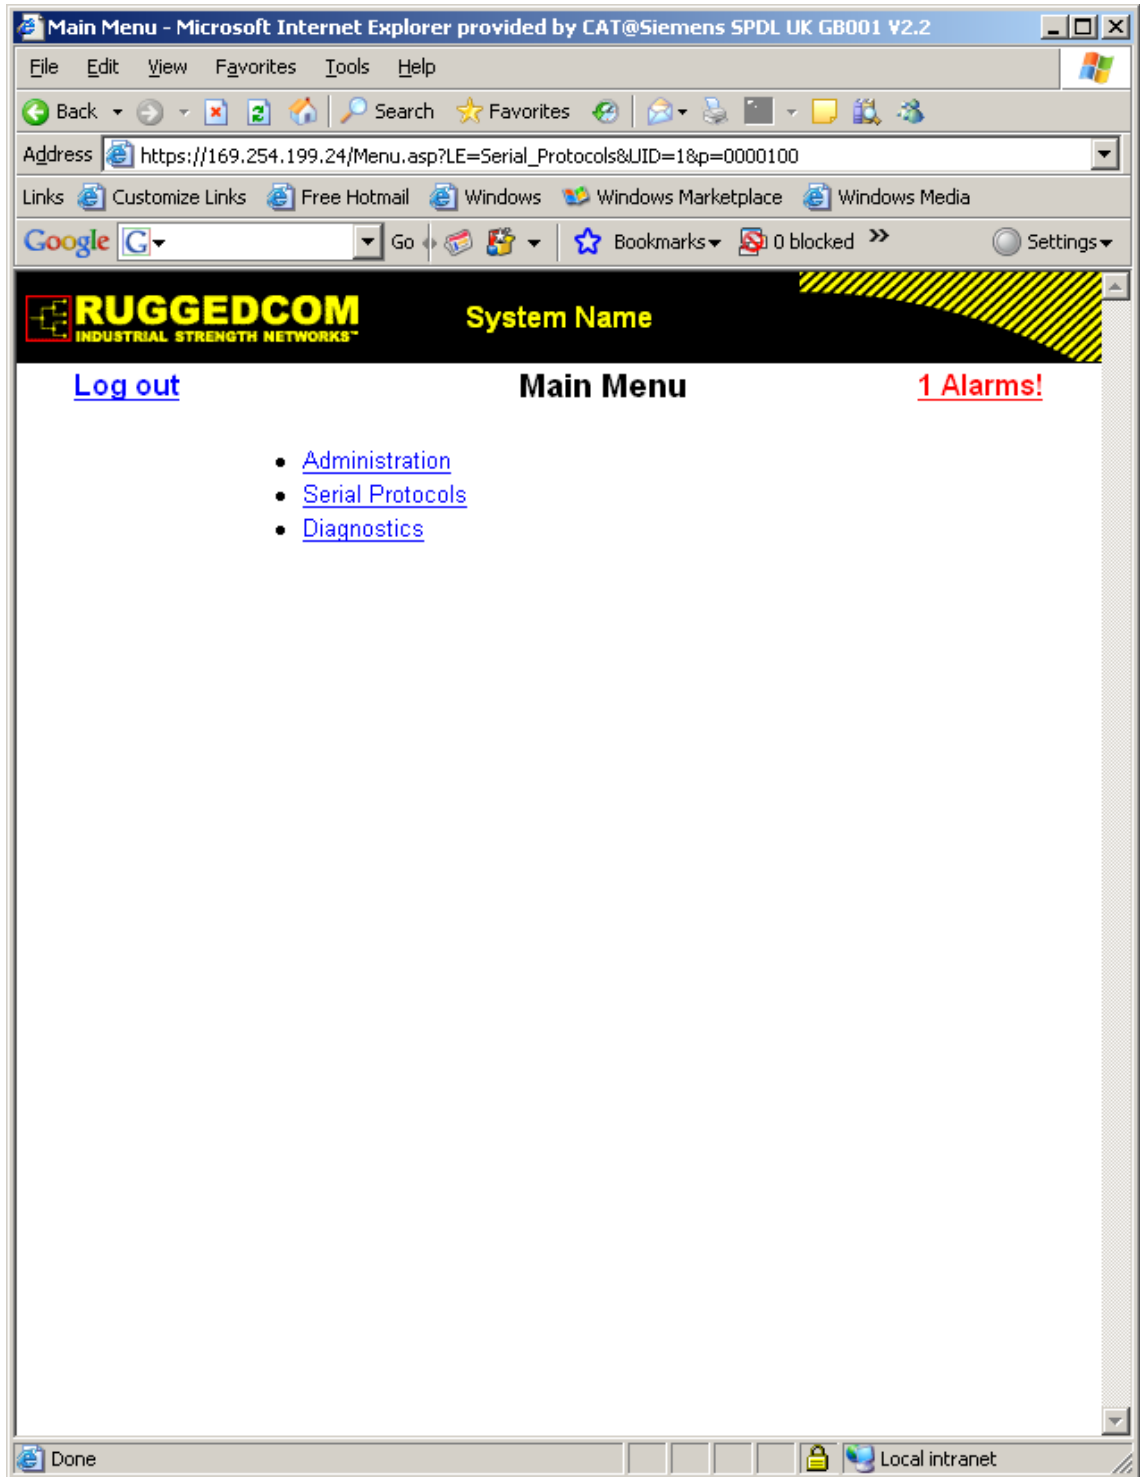 Main Menu - Microsoft Internet Explorer provided by CAT@Siemens SPDL UK GB001 V2.2
File Edit View Favorites Tools Help
Back Search Favorites
Address https://169.254.199.24/Menu.asp?LE=Serial_Protocols&UID=1&p=0000100
Links Customize Links Free Hotmail Windows Windows Marketplace Windows Media
Google G Go Bookmarks 0 blocked » Settings
RUGGEDCOM
INDUSTRIAL STRENGTH NETWORKS™
System Name
Log out Main Menu 1 Alarms!
• Administration
• Serial Protocols
• Diagnostics
Done Local intranet